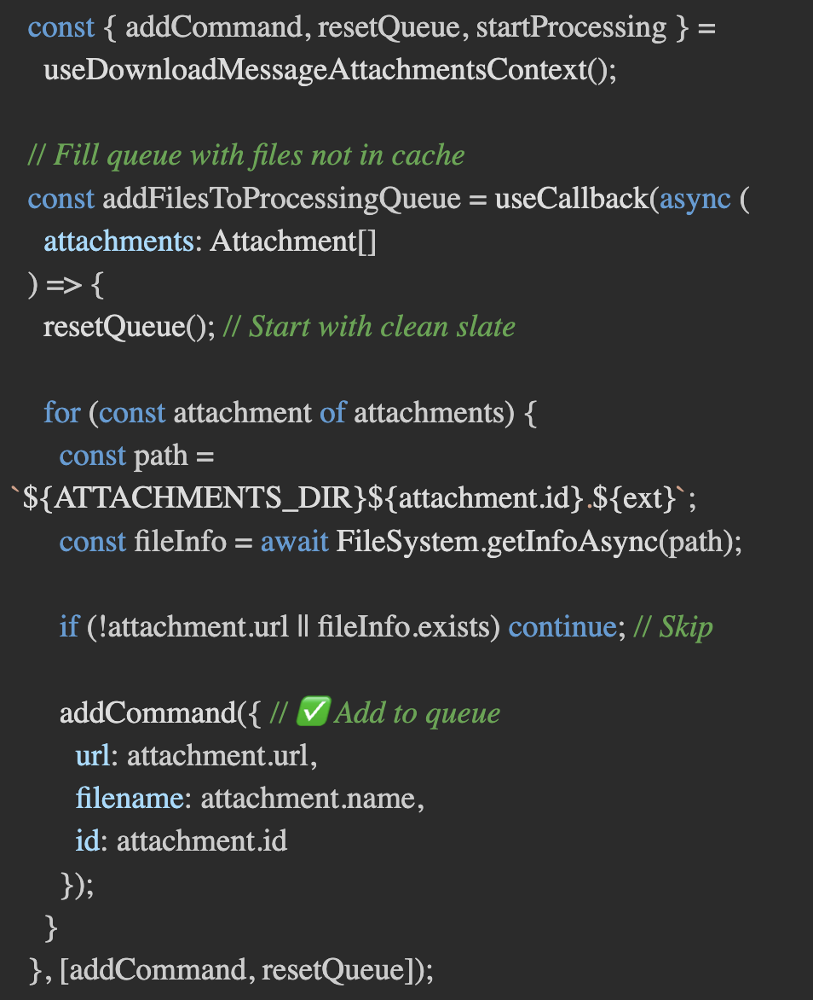 const { addCommand, resetQueue, startProcessing } =
useDownloadMessageAttachmentsContext();
// Fill queue with files not in cache
const addFilesToProcessingQueue = useCallback(async (
attachments: Attachment[]
) => {
resetQueue(); // Start with clean slate
for (const attachment of attachments) {
const path =
`${ATTACHMENTS_DIR}${attachment.id}.${ext}`;
const fileInfo = await FileSystem.getInfoAsync(path);
if (!attachment.url || fileInfo.exists) continue; // Skip
addCommand({ // ✅ Add to queue
url: attachment.url,
filename: attachment.name,
id: attachment.id
});
}
}, [addCommand, resetQueue]);